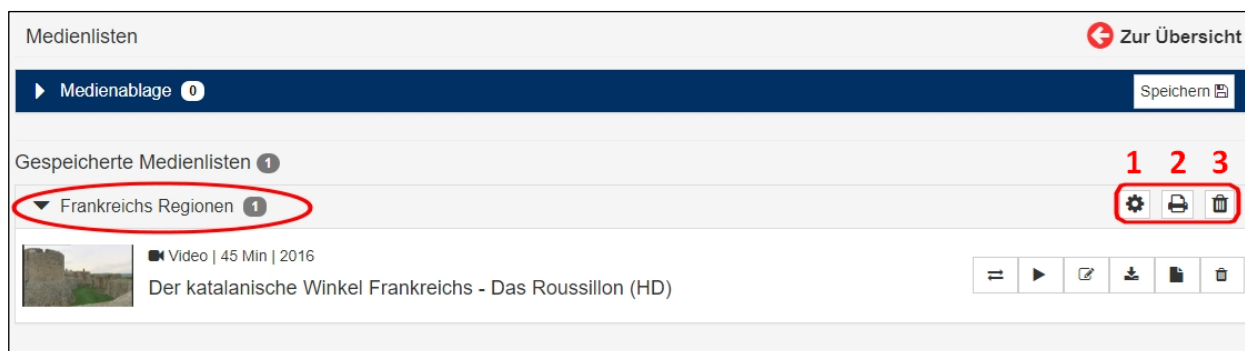 Medienlisten
Zur Übersicht
Medienablage 0
Speichern
Gespeicherte Medienlisten 1
1 2 3
Frankreichs Regionen 1
Video | 45 Min | 2016
Der katalanische Winkel Frankreichs - Das Roussillon (HD)